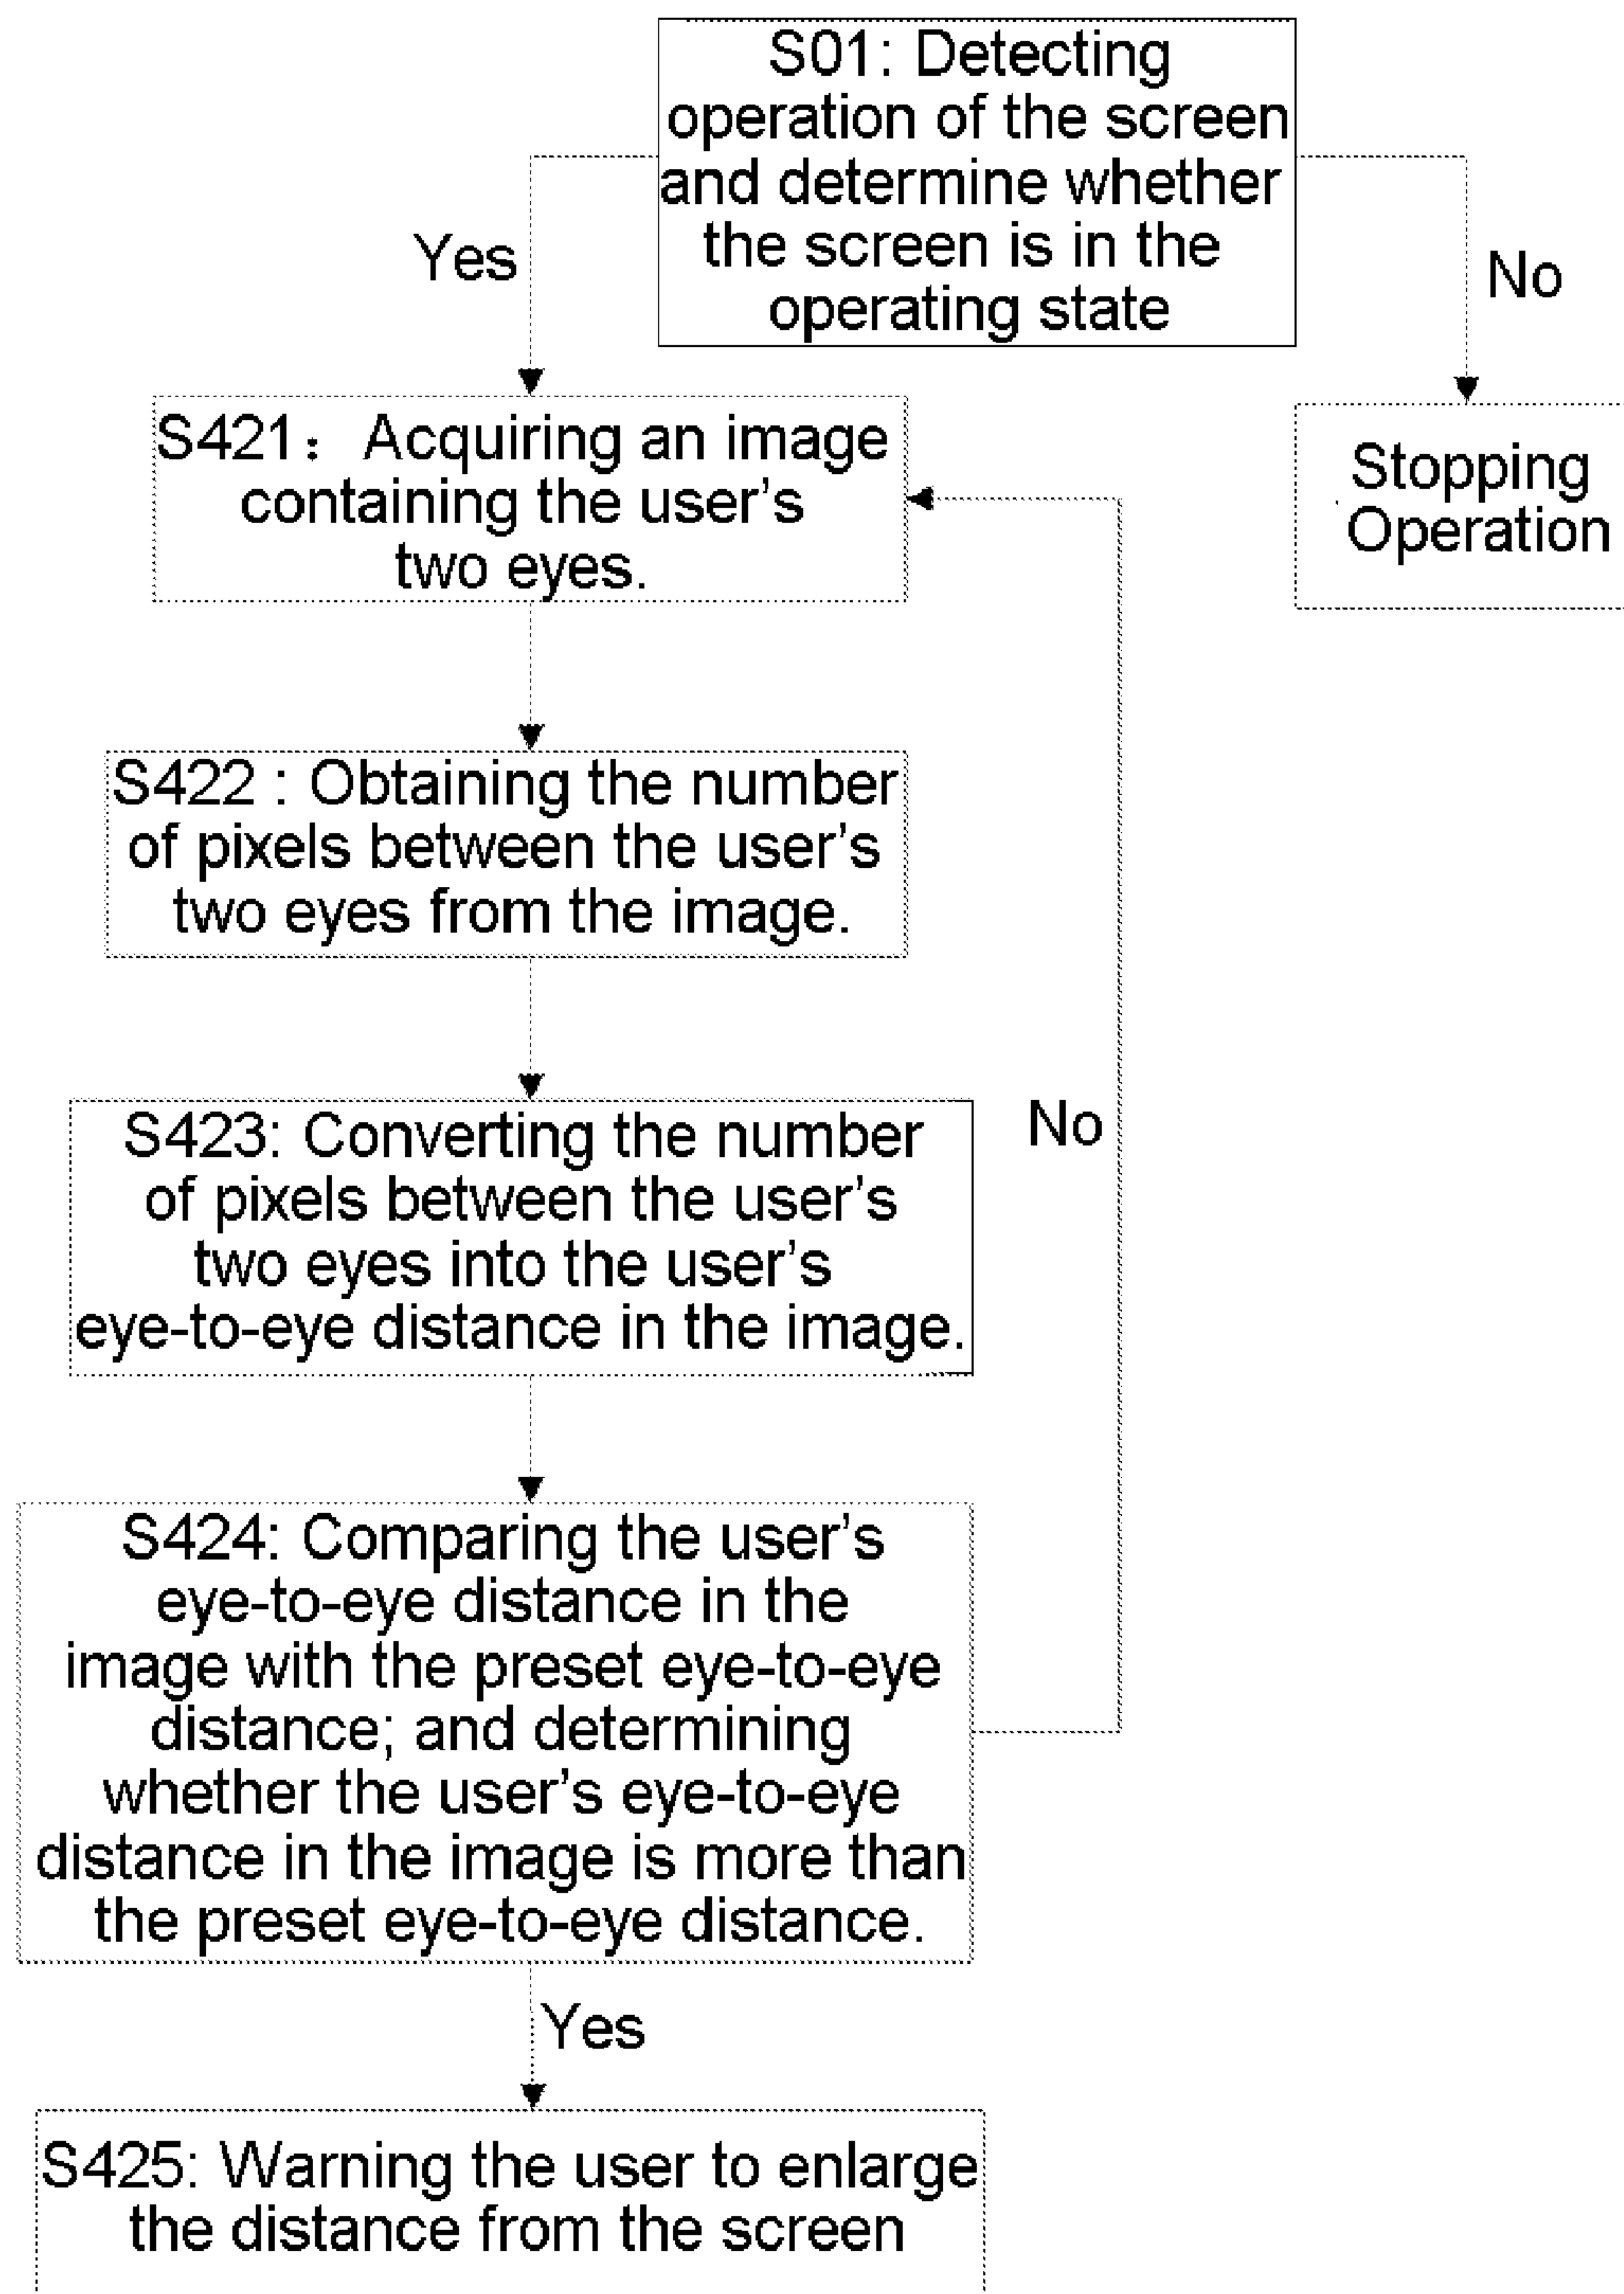 S01: Detecting
operation of the screen
and determine whether
the screen is in the
operating state
Yes
No
S421：Acquiring an image
containing the user's
two eyes.
Stopping
Operation
S422 : Obtaining the number
of pixels between the user's
two eyes from the image.
S423: Converting the number
of pixels between the user's
two eyes into the user's
eye-to-eye distance in the image.
No
S424: Comparing the user's
eye-to-eye distance in the
image with the preset eye-to-eye
distance; and determining
whether the user's eye-to-eye
distance in the image is more than
the preset eye-to-eye distance.
Yes
S425: Warning the user to enlarge
the distance from the screen